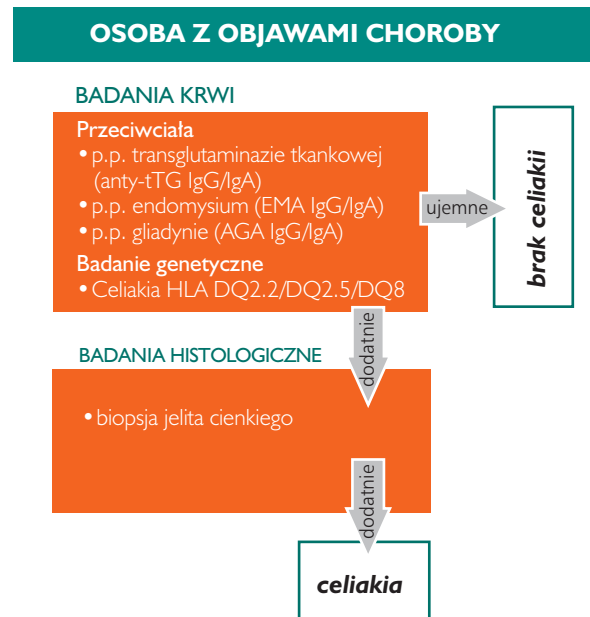 OSOBA Z OBJAWAMI CHOROBY
BADANIA KRWI
Przeciwciała
• p.p. transglutaminazie tkankowej
(anty-tTG IgG/IgA)
• p.p. endomysium (EMA IgG/IgA)
• p.p. gliadynie (AGA IgG/IgA)
Badanie genetyczne
• Celiakia HLA DQ2.2/DQ2.5/DQ8
ujemne
brak celiakii
dodatnie
BADANIA HISTOLOGICZNE
• biopsja jelita cienkiego
dodatnie
celiakia